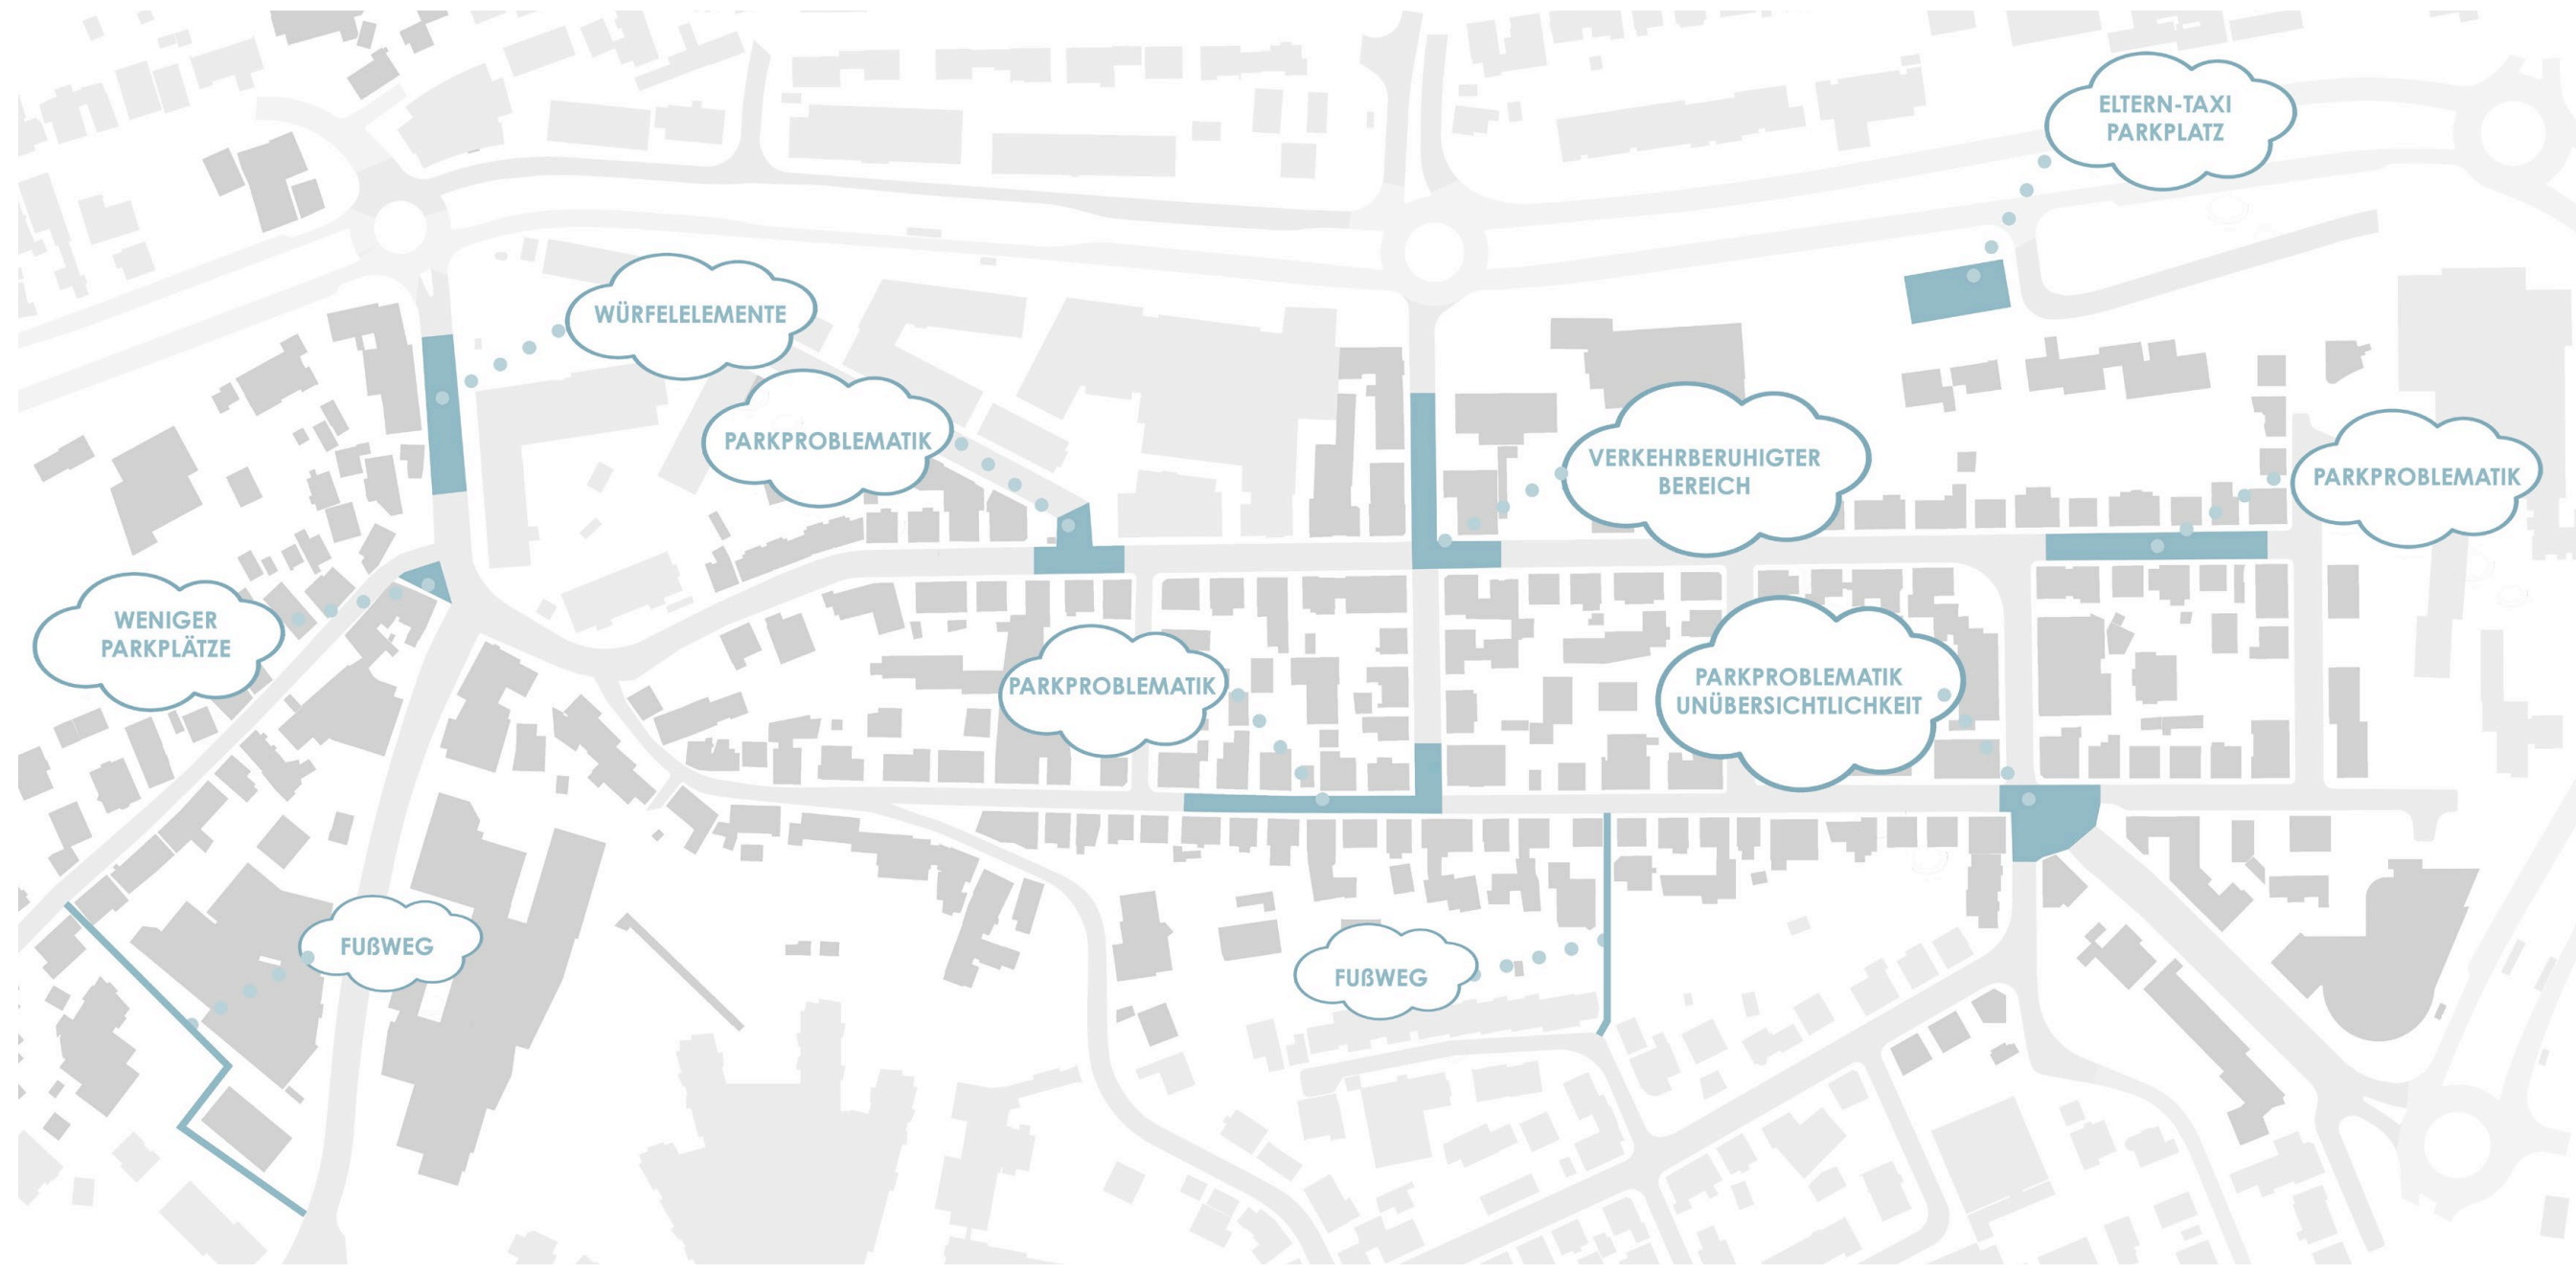 ELTERN-TAXI
PARKPLATZ
WÜRFELELEMENTE
PARKPROBLEMATIK
VERKEHRBERUHIGTER
BEREICH
PARKPROBLEMATIK
WENIGER
PARKPLÄTZE
PARKPROBLEMATIK
PARKPROBLEMATIK
UNÜBERSICHTLICHKEIT
FUßWEG
FUßWEG